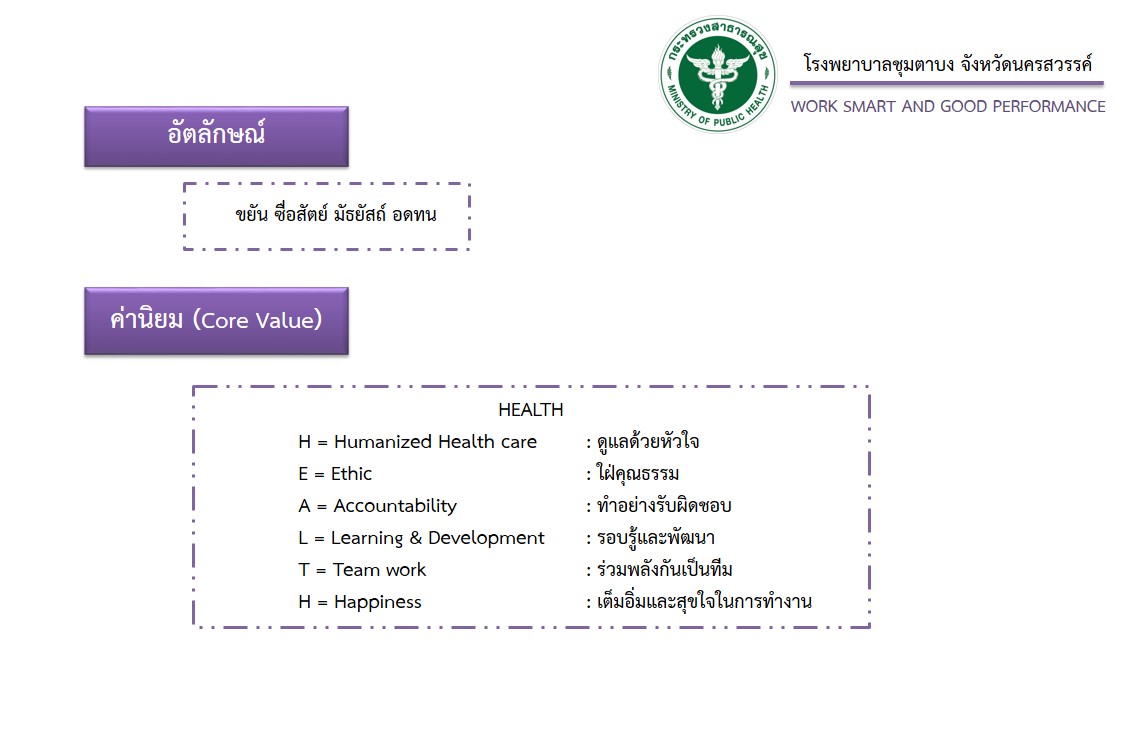 กระทรวงสาธารณสุข
MINISTRY OF PUBLIC HEALTH
โรงพยาบาลชุมตาบง จังหวัดนครสวรรค์
WORK SMART AND GOOD PERFORMANCE
อัตลักษณ์
ขยัน ซื่อสัตย์ มัธยัสถ์ อดทน
ค่านิยม (Core Value)
HEALTH
H = Humanized Health care : ดูแลด้วยหัวใจ
E = Ethic : ใฝ่คุณธรรม
A = Accountability : ทำอย่างรับผิดชอบ
L = Learning & Development : รอบรู้และพัฒนา
T = Team work : ร่วมพลังกันเป็นทีม
H = Happiness : เต็มอิ่มและสุขใจในการทำงาน